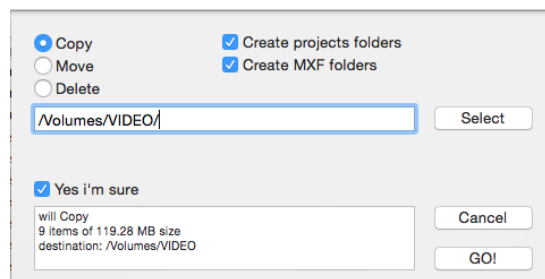 Copy
Create projects folders
Move
Create MXF folders
Delete
/Volumes/VIDEO/
Select
Yes i'm sure
will Copy
9 items of 119.28 MB size
destination: /Volumes/VIDEO
Cancel
GO!